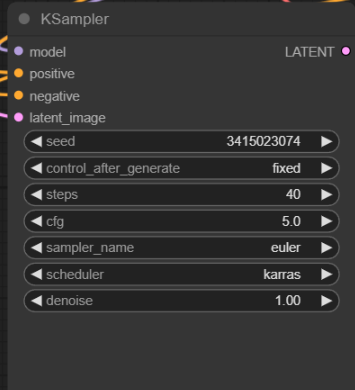 KSampler
model LATENT
positive
negative
latent_image
seed 3415023074
control_after_generate fixed
steps 40
cfg 5.0
sampler_name euler
scheduler karras
denoise 1.00